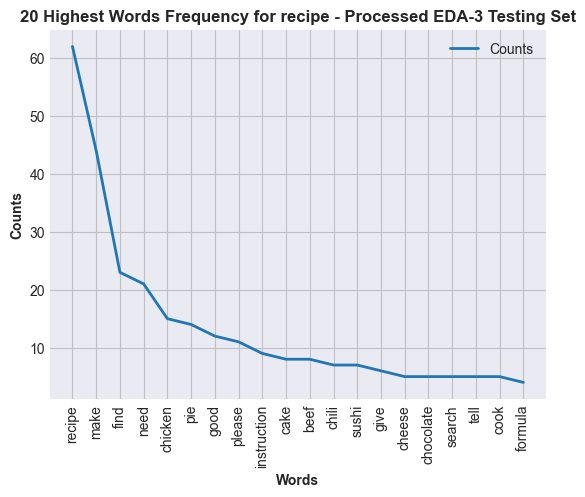 20 Highest Words Frequency for recipe - Processed EDA-3 Testing Set
Counts
60
50
40
30
20
10
Counts
recipe
make
find
need
chicken
pie
good
please
instruction
cake
beef
chili
sushi
give
cheese
chocolate
search
tell
cook
formula
Words